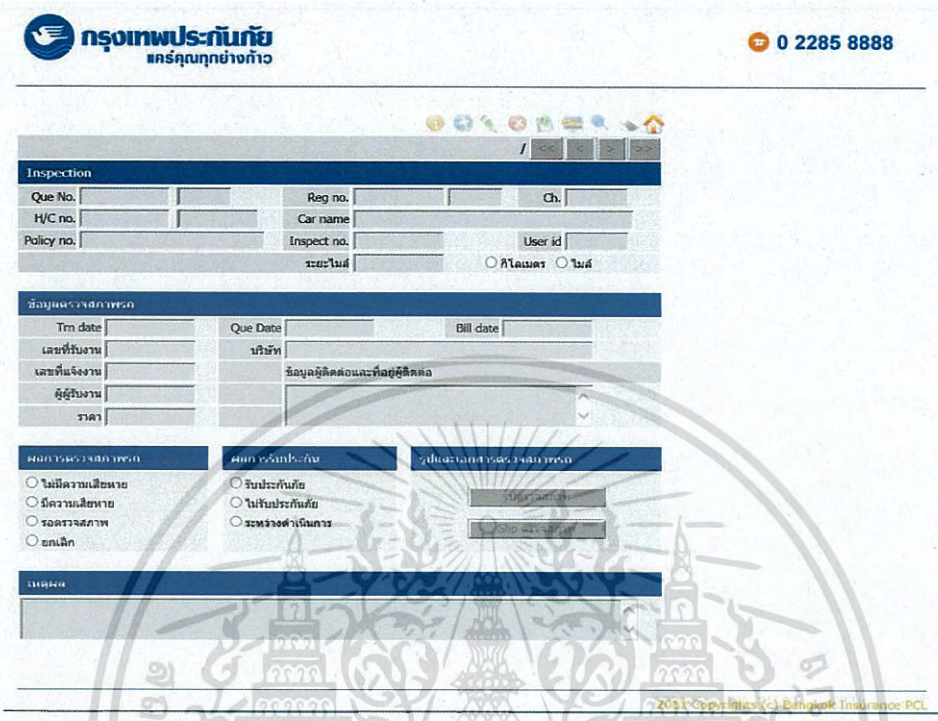 กรุงเทพประกันภัย
แคร์คุณทุกย่างก้าว
0 2285 8888
/ << < > >>
Inspection
Que No. Reg no. Ch.
H/C no. Car name
Policy no. Inspect no. User id
ระยะไมล์ กิโลเมตร ไมล์
ข้อมูลตรวจสภาพรถ
Trn date Que Date Bill date
เลขที่รับงาน บริษัท
เลขที่แจ้งงาน ข้อมูลผู้ติดต่อและที่อยู่ผู้ติดต่อ
ผู้รับงาน
ราคา
ผลการตรวจสภาพรถ ผลการรับประกัน รูปและเอกสารตรวจสภาพรถ
ไม่มีความเสียหาย รับประกันภัย
มีความเสียหาย ไม่รับประกันภัย
รอตรวจสภาพ ระหว่างดำเนินการ Slip
ยกเลิก
เหตุผล
2011 Copyrights (c) Bangkok Insurance PCL